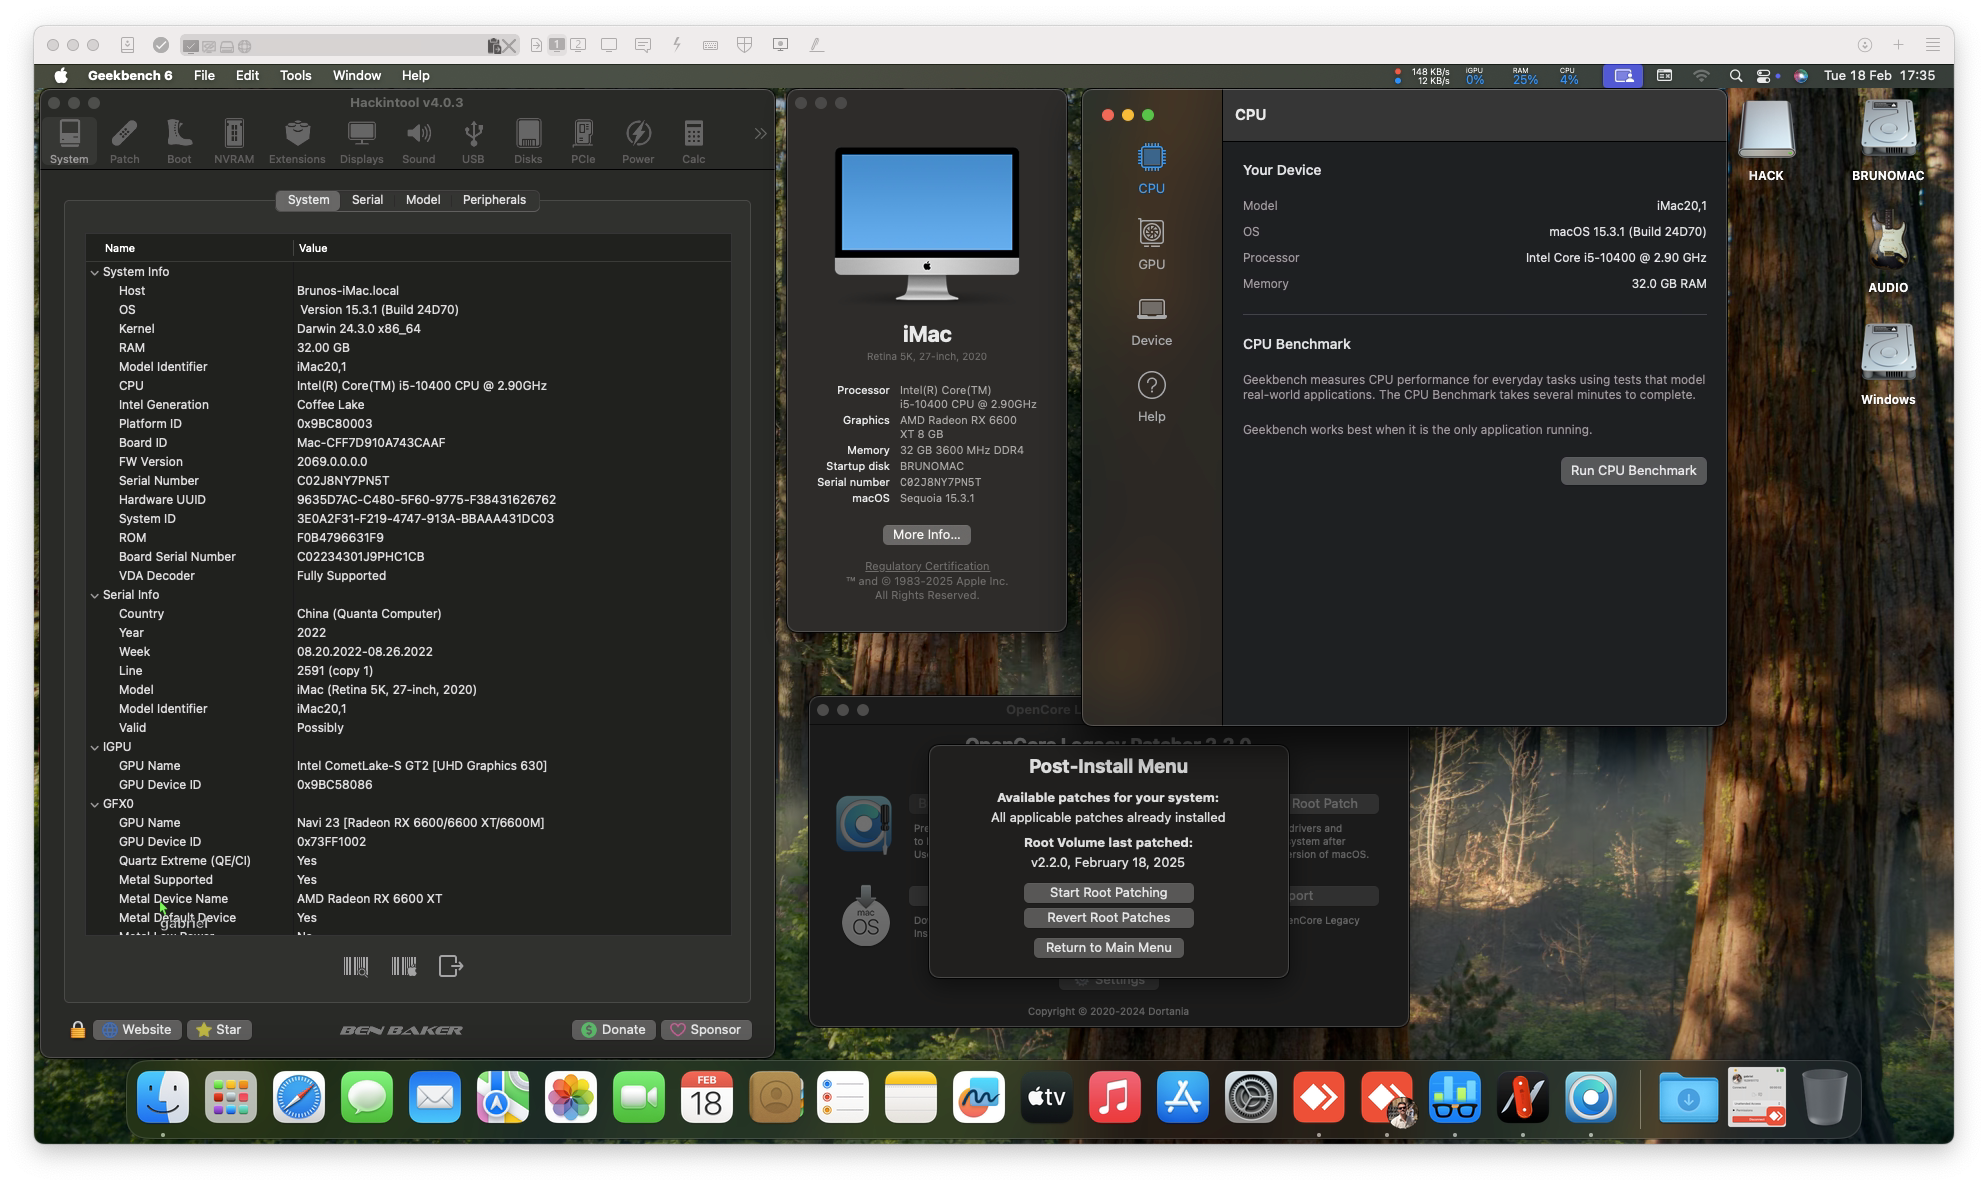 Geekbench 6 File Edit Tools Window Help
148 KB/s
12 KB/s
iGPU
0%
RAM
25%
CPU
4%
Tue 18 Feb 17:35
Hackintool v4.0.3
System Patch Boot NVRAM Extensions Displays Sound USB Disks PCIe Power Calc
System Serial Model Peripherals
Name Value
System Info
Host Brunos-iMac.local
OS Version 15.3.1 (Build 24D70)
Kernel Darwin 24.3.0 x86_64
RAM 32.00 GB
Model Identifier iMac20,1
CPU Intel(R) Core(TM) i5-10400 CPU @ 2.90GHz
Intel Generation Coffee Lake
Platform ID 0x9BC80003
Board ID Mac-CFF7D910A743CAAF
FW Version 2069.0.0.0.0
Serial Number C02J8NY7PN5T
Hardware UUID 9635D7AC-C480-5F60-9775-F38431626762
System ID 3E0A2F31-F219-4747-913A-BBAAA431DC03
ROM F0B4796631F9
Board Serial Number C02234301J9PHC1CB
VDA Decoder Fully Supported
Serial Info
Country China (Quanta Computer)
Year 2022
Week 08.20.2022-08.26.2022
Line 2591 (copy 1)
Model iMac (Retina 5K, 27-inch, 2020)
Model Identifier iMac20,1
Valid Possibly
IGPU
GPU Name Intel CometLake-S GT2 [UHD Graphics 630]
GPU Device ID 0x9BC58086
GFX0
GPU Name Navi 23 [Radeon RX 6600/6600 XT/6600M]
GPU Device ID 0x73FF1002
Quartz Extreme (QE/CI) Yes
Metal Supported Yes
Metal Device Name AMD Radeon RX 6600 XT
Metal Default Device Yes
gabriel
Website Star BEN BAKER Donate Sponsor
iMac
Retina 5K, 27-inch, 2020
Processor Intel(R) Core(TM)
i5-10400 CPU @ 2.90GHz
Graphics AMD Radeon RX 6600
XT 8 GB
Memory 32 GB 3600 MHz DDR4
Startup disk BRUNOMAC
Serial number C02J8NY7PN5T
macOS Sequoia 15.3.1
More Info...
Regulatory Certification
™ and © 1983-2025 Apple Inc.
All Rights Reserved.
CPU
GPU
Device
Help
CPU
Your Device
Model iMac20,1
OS macOS 15.3.1 (Build 24D70)
Processor Intel Core i5-10400 @ 2.90 GHz
Memory 32.0 GB RAM
CPU Benchmark
Geekbench measures CPU performance for everyday tasks using tests that model
real-world applications. The CPU Benchmark takes several minutes to complete.
Geekbench works best when it is the only application running.
Run CPU Benchmark
HACK
BRUNOMAC
AUDIO
Windows
OpenCore L
OpenCore Legacy Patcher 2.2.0
Root Patch
drivers and
ystem after
ersion of macOS.
port
enCore Legacy
Post-Install Menu
Available patches for your system:
All applicable patches already installed
Root Volume last patched:
v2.2.0, February 18, 2025
Start Root Patching
Revert Root Patches
Return to Main Menu
Settings
Copyright © 2020-2024 Dortania
mac
OS
FEB
18
tv